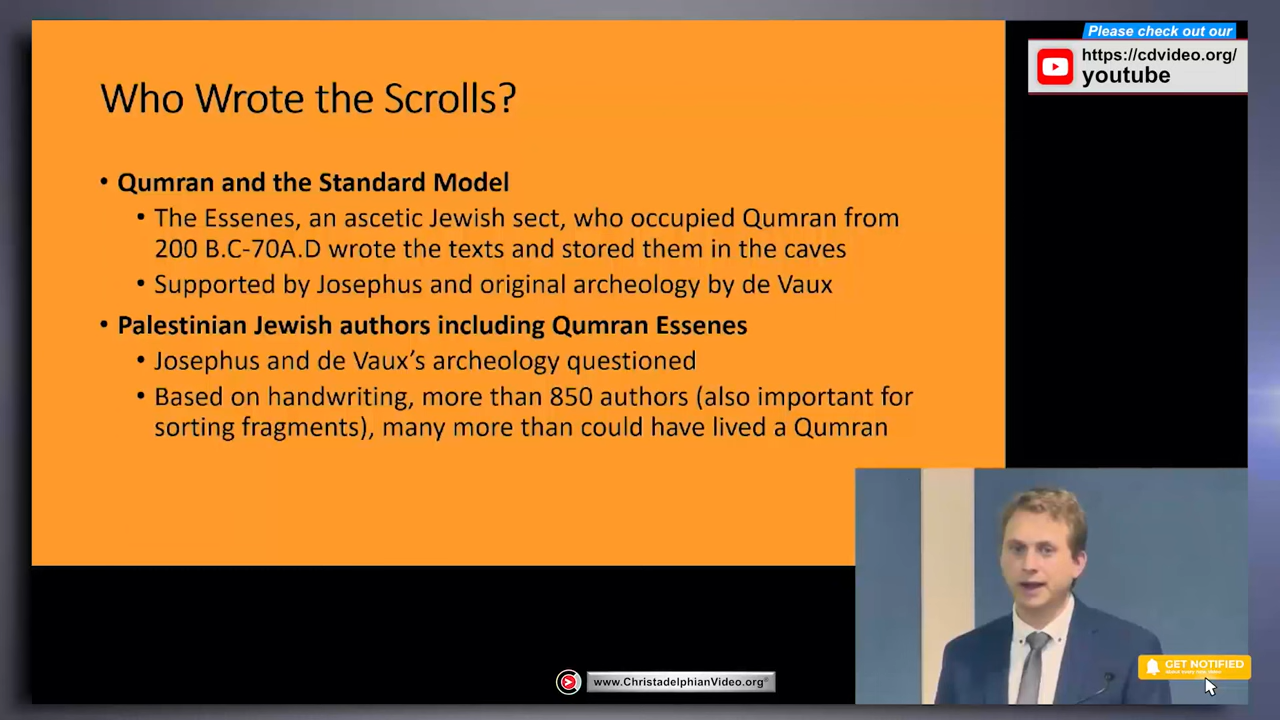 Please check out our
https://cdvideo.org/
youtube
Who Wrote the Scrolls?
• Qumran and the Standard Model
• The Essenes, an ascetic Jewish sect, who occupied Qumran from
200 B.C-70A.D wrote the texts and stored them in the caves
• Supported by Josephus and original archeology by de Vaux
• Palestinian Jewish authors including Qumran Essenes
• Josephus and de Vaux's archeology questioned
• Based on handwriting, more than 850 authors (also important for
sorting fragments), many more than could have lived a Qumran
GET NOTIFIED
www.ChristadelphianVideo.org